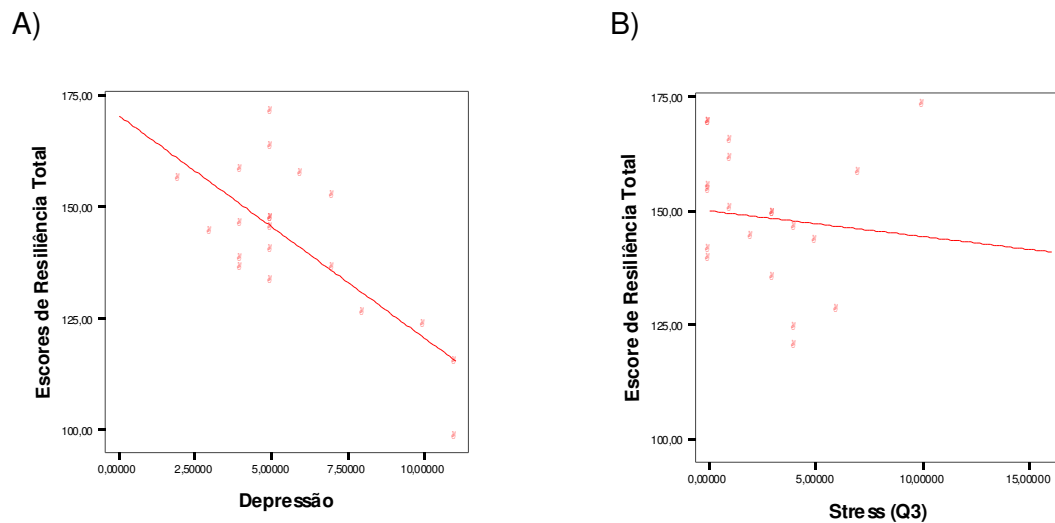 A)
Escores de Resiliência Total
175,00
150,00
125,00
100,00
0,00000 2,50000 5,00000 7,50000 10,00000
Depressão
B)
Escore de Resiliência Total
175,00
150,00
125,00
100,00
0,00000 5,00000 10,00000 15,00000
Stress (Q3)